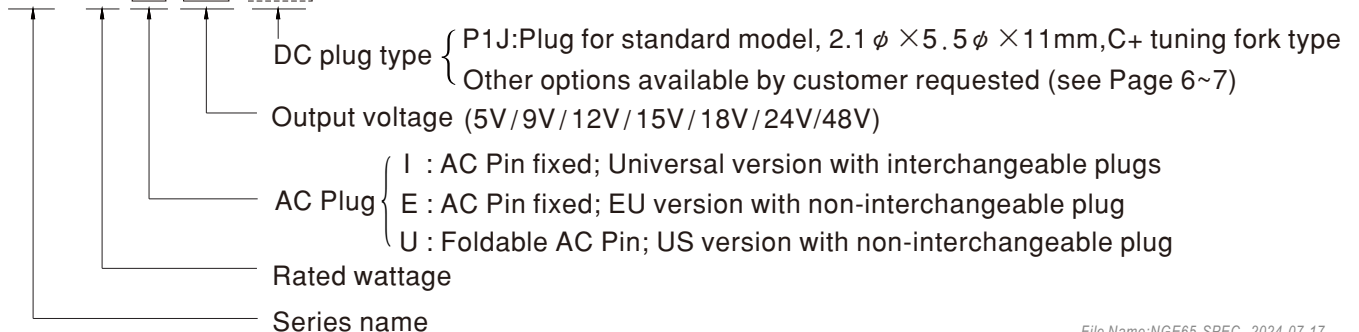 DC plug type { P1J:Plug for standard model, 2.1 φ ×5.5 φ ×11mm,C+ tuning fork type
Other options available by customer requested (see Page 6~7)
Output voltage (5V/9V/12V/15V/18V/24V/48V)
I : AC Pin fixed; Universal version with interchangeable plugs
AC Plug { E : AC Pin fixed; EU version with non-interchangeable plug
U : Foldable AC Pin; US version with non-interchangeable plug
Rated wattage
Series name
File Name:NGE65-SPEC 2024-07-17